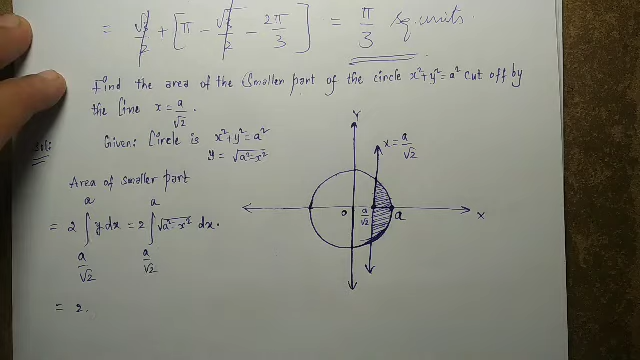 = √3/2 + [π − √3/2 − 2π/3] = π/3 sq. units.
Find the area of the smaller part of the circle x²+y²=a² cut off by
the line x = a/√2.
Sol: Given: Circle is x²+y²=a²
y = √a²−x²
Area of smaller part
= 2 ∫ₐ/√2^a y dx = 2 ∫ₐ/√2^a √a²−x² dx.
= 2.
Y
x = a/√2
0
a/√2
a
X